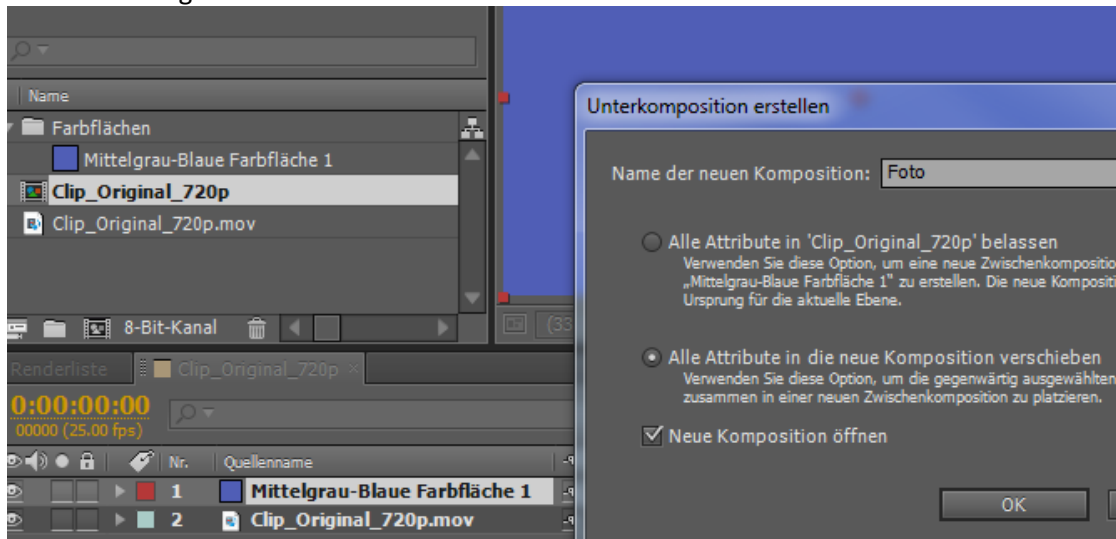 Name
Farbflächen
Mittelgrau-Blaue Farbfläche 1
Clip_Original_720p
Clip_Original_720p.mov
8-Bit-Kanal
(33
Renderliste
Clip_Original_720p ×
0:00:00:00
00000 (25.00 fps)
Nr.
Quellenname
1 Mittelgrau-Blaue Farbfläche 1
2 Clip_Original_720p.mov
Unterkomposition erstellen
Name der neuen Komposition: Foto
Alle Attribute in 'Clip_Original_720p' belassen
Verwenden Sie diese Option, um eine neue Zwischenkompositio
„Mittelgrau-Blaue Farbfläche 1" zu erstellen. Die neue Kompositi
Ursprung für die aktuelle Ebene.
Alle Attribute in die neue Komposition verschieben
Verwenden Sie diese Option, um die gegenwärtig ausgewählten
zusammen in einer neuen Zwischenkomposition zu platzieren.
Neue Komposition öffnen
OK